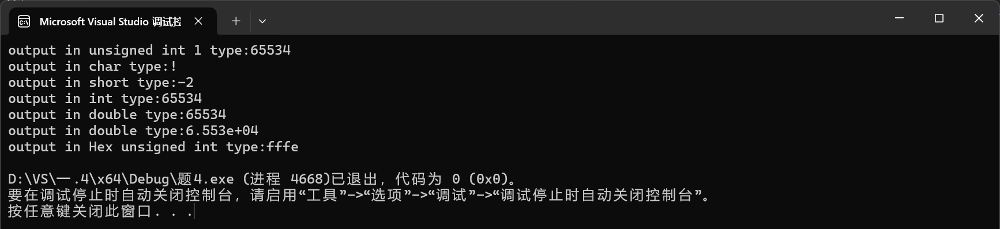 Microsoft Visual Studio 调试控
output in unsigned int 1 type:65534
output in char type:!
output in short type:-2
output in int type:65534
output in double type:65534
output in double type:6.553e+04
output in Hex unsigned int type:fffe
D:\VS\一.4\x64\Debug\题4.exe (进程 4668)已退出，代码为 0 (0x0)。
要在调试停止时自动关闭控制台，请启用“工具”->“选项”->“调试”->“调试停止时自动关闭控制台”。
按任意键关闭此窗口. . .